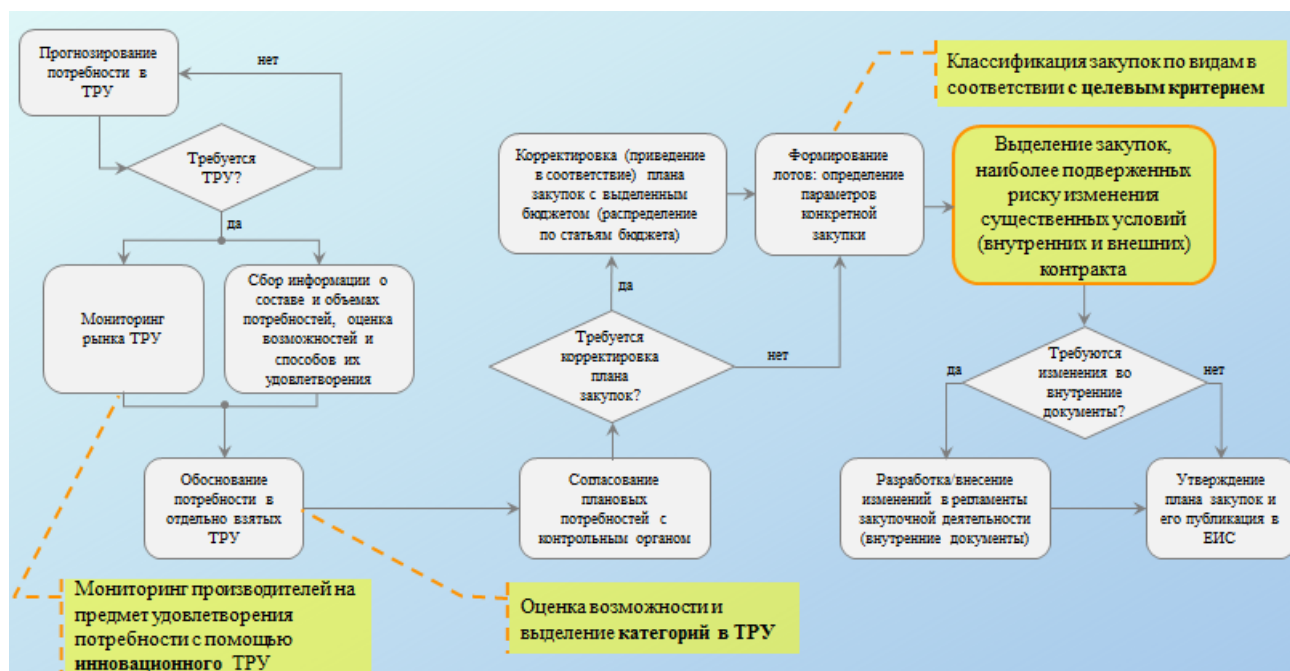 Прогнозирование
потребности в
ТРУ
нет
Требуется
ТРУ?
да
Мониторинг
рынка ТРУ
Сбор информации о
составе и объемах
потребностей, оценка
возможностей и
способов их
удовлетворения
Обоснование
потребности в
отдельно взятых
ТРУ
Мониторинг производителей на
предмет удовлетворения
потребности с помощью
инновационного ТРУ
Оценка возможности и
выделение категорий в ТРУ
Согласование
плановых
потребностей с
контрольным органом
Требуется
корректировка
плана
закупок?
да
нет
Корректировка (приведение
в соответствие) плана
закупок с выделенным
бюджетом (распределение
по статьям бюджета)
Формирование
лотов: определение
параметров
конкретной
закупки
Классификация закупок по видам в
соответствии с целевым критерием
Выделение закупок,
наиболее подверженных
риску изменения
существенных условий
(внутренних и внешних)
контракта
Требуются
изменения во
внутренние
документы?
да
нет
Разработка/внесение
изменений в регламенты
закупочной деятельности
(внутренние документы)
Утверждение
плана закупок и
его публикация в
ЕИС